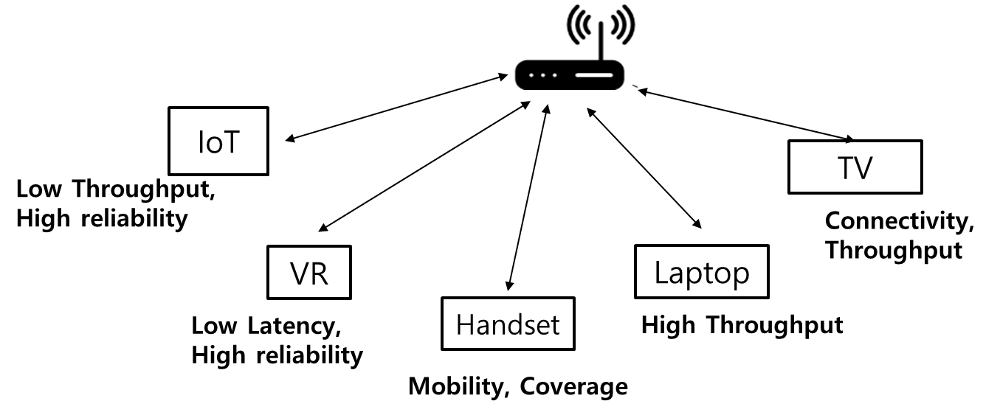 IoT
Low Throughput,
High reliability
VR
Low Latency,
High reliability
Handset
Mobility, Coverage
Laptop
High Throughput
TV
Connectivity,
Throughput